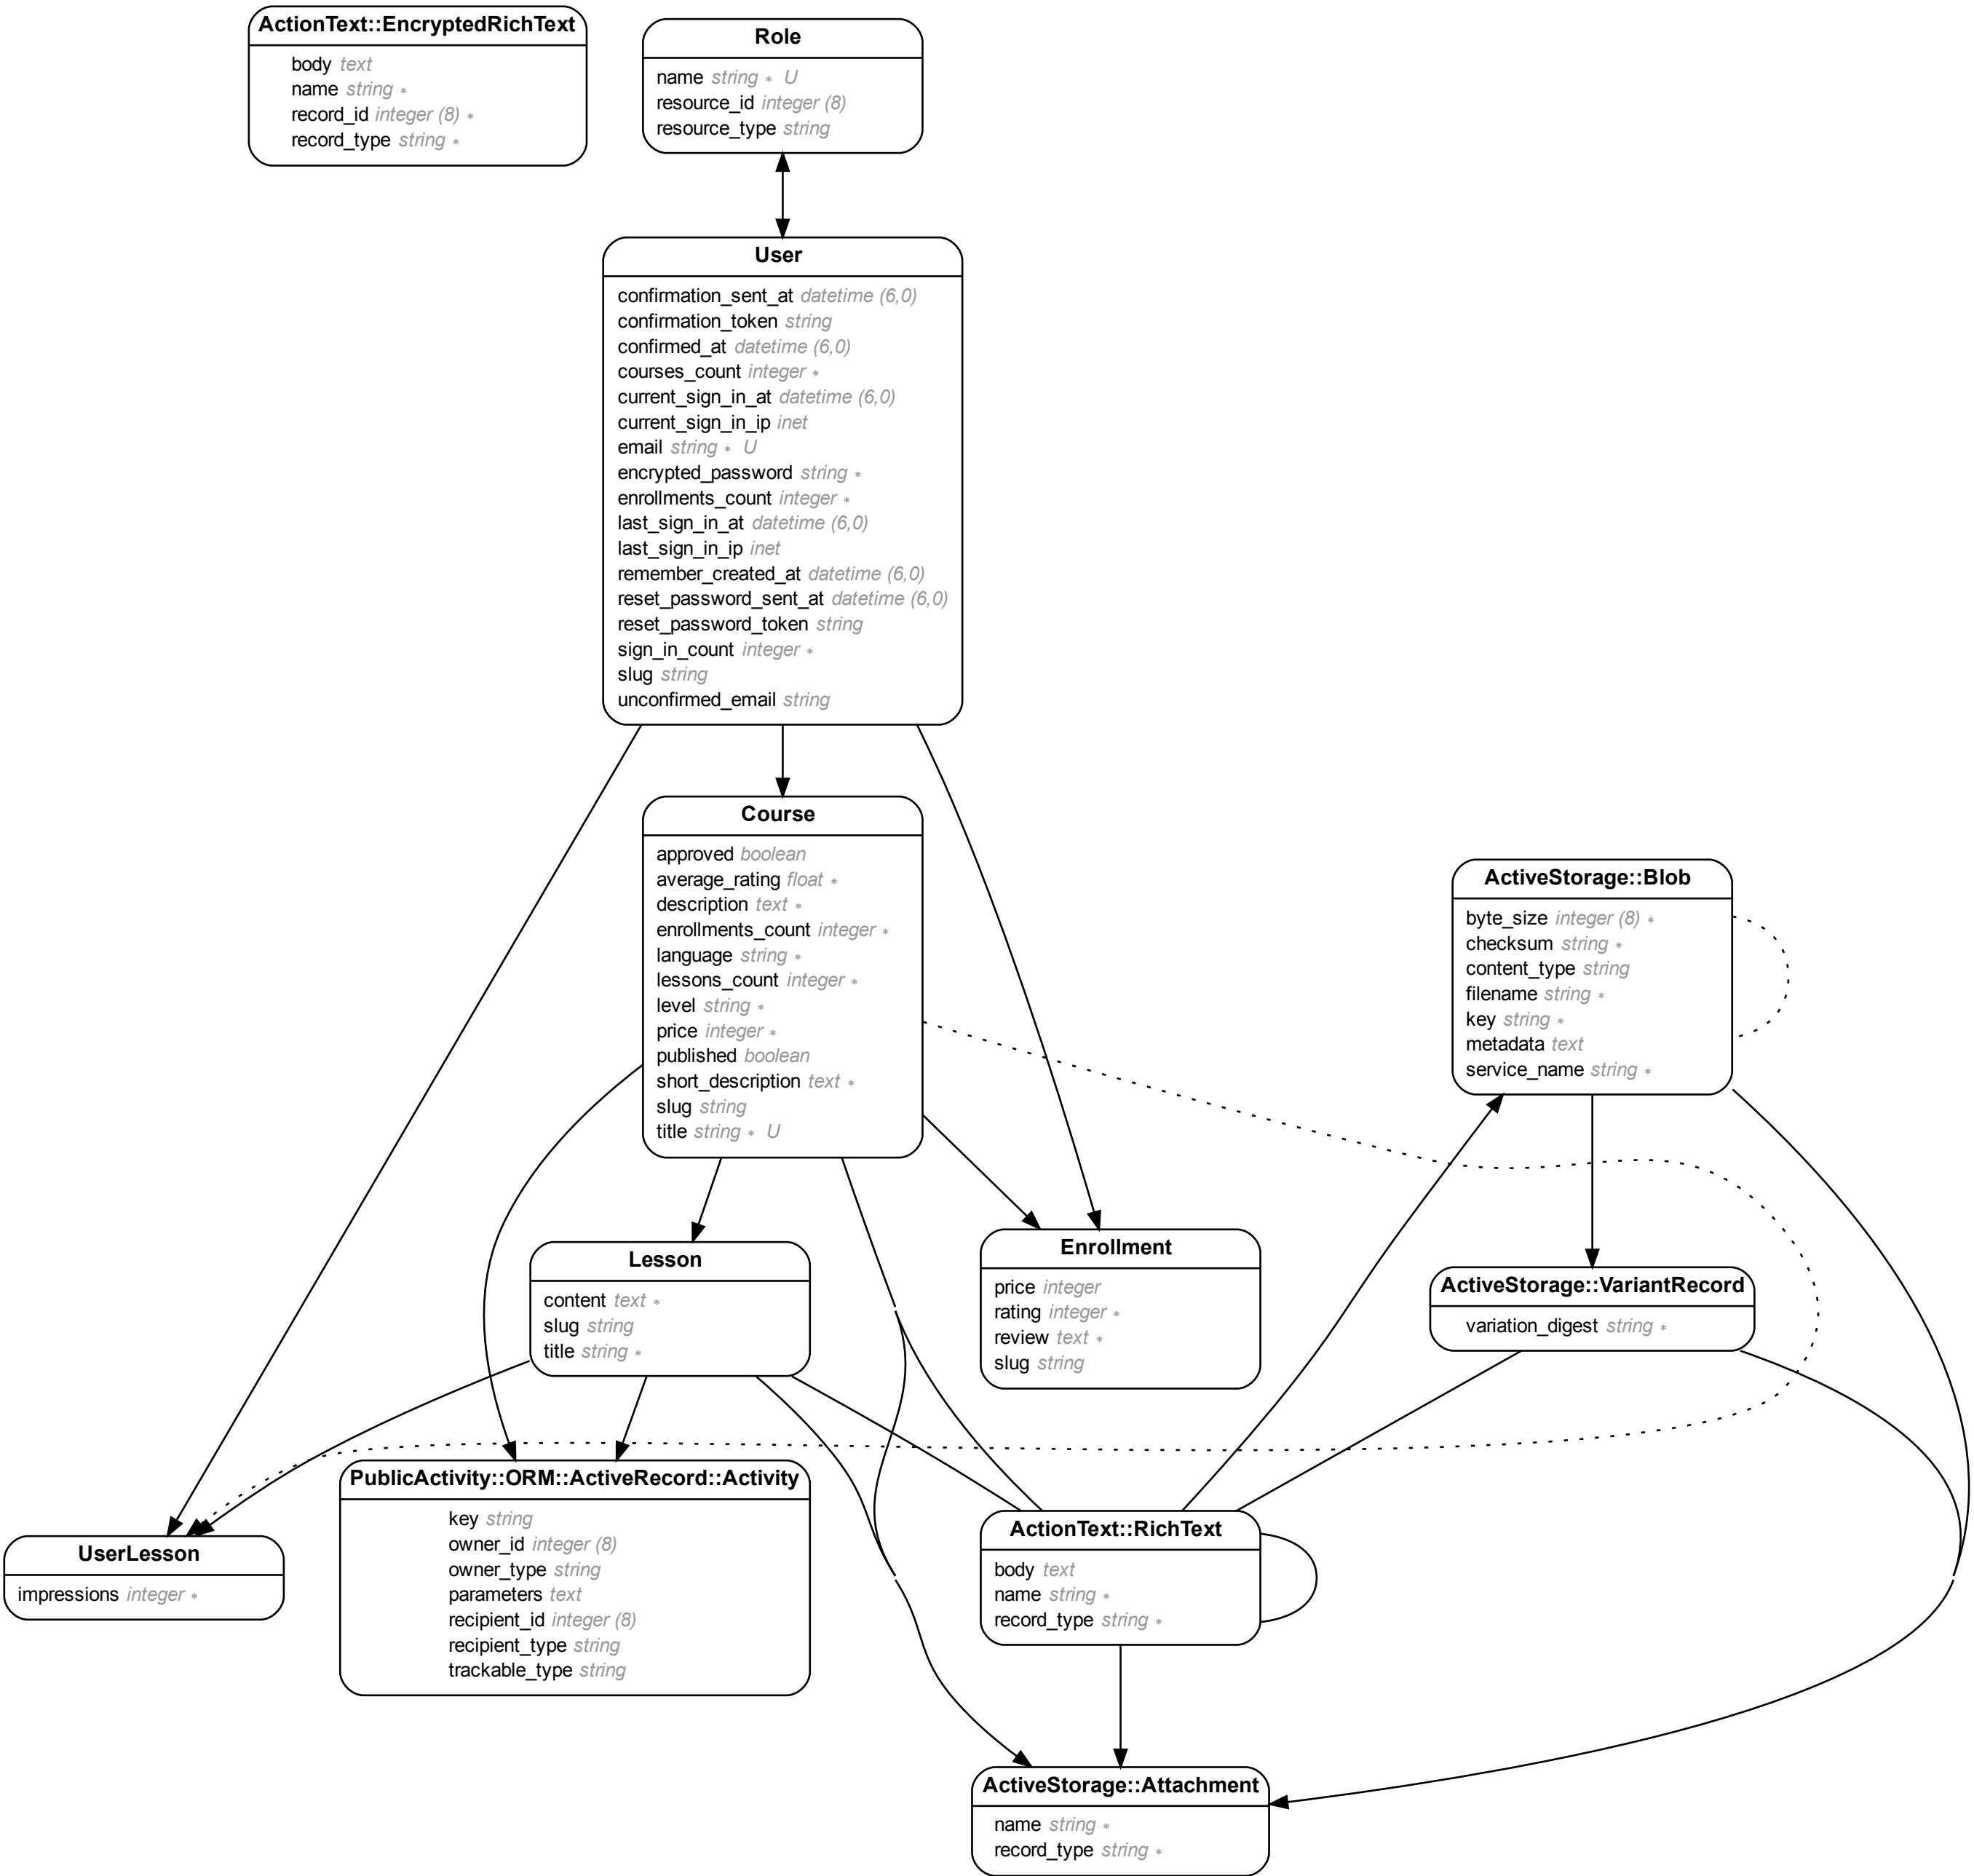 ActionText::EncryptedRichText
body text
name string *
record_id integer (8) *
record_type string *
Role
name string * U
resource_id integer (8)
resource_type string
User
confirmation_sent_at datetime (6,0)
confirmation_token string
confirmed_at datetime (6,0)
courses_count integer *
current_sign_in_at datetime (6,0)
current_sign_in_ip inet
email string * U
encrypted_password string *
enrollments_count integer *
last_sign_in_at datetime (6,0)
last_sign_in_ip inet
remember_created_at datetime (6,0)
reset_password_sent_at datetime (6,0)
reset_password_token string
sign_in_count integer *
slug string
unconfirmed_email string
Course
approved boolean
average_rating float *
description text *
enrollments_count integer *
language string *
lessons_count integer *
level string *
price integer *
published boolean
short_description text *
slug string
title string * U
ActiveStorage::Blob
byte_size integer (8) *
checksum string *
content_type string
filename string *
key string *
metadata text
service_name string *
Lesson
content text *
slug string
title string *
Enrollment
price integer
rating integer *
review text *
slug string
ActiveStorage::VariantRecord
variation_digest string *
UserLesson
impressions integer *
PublicActivity::ORM::ActiveRecord::Activity
key string
owner_id integer (8)
owner_type string
parameters text
recipient_id integer (8)
recipient_type string
trackable_type string
ActionText::RichText
body text
name string *
record_type string *
ActiveStorage::Attachment
name string *
record_type string *